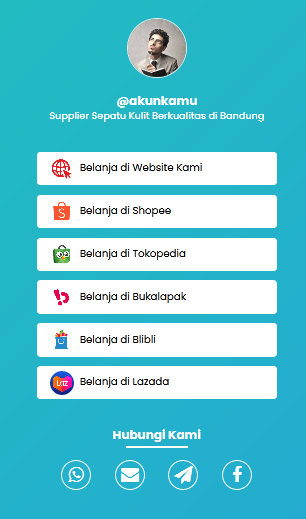 @akunkamu
Supplier Sepatu Kulit Berkualitas di Bandung
Belanja di Website Kami
Belanja di Shopee
Belanja di Tokopedia
Belanja di Bukalapak
Belanja di Blibli
Laz
Belanja di Lazada
Hubungi Kami